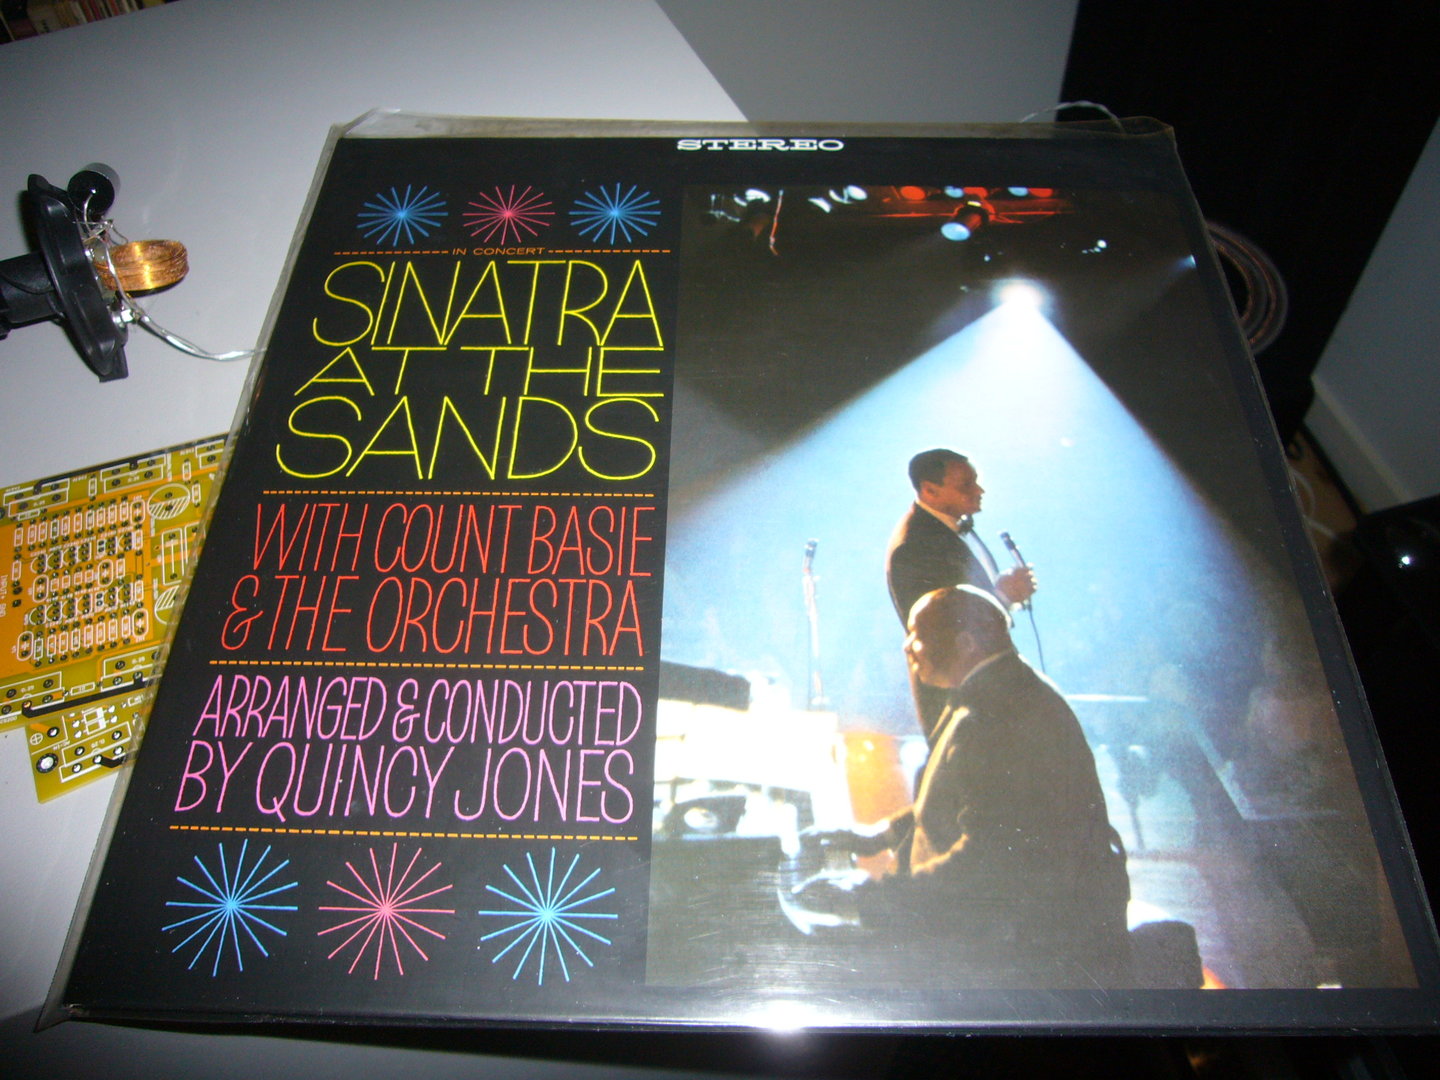 STEREO
IN CONCERT
SINATRA
AT THE
SANDS
WITH COUNT BASIE
& THE ORCHESTRA
ARRANGED & CONDUCTED
BY QUINCY JONES